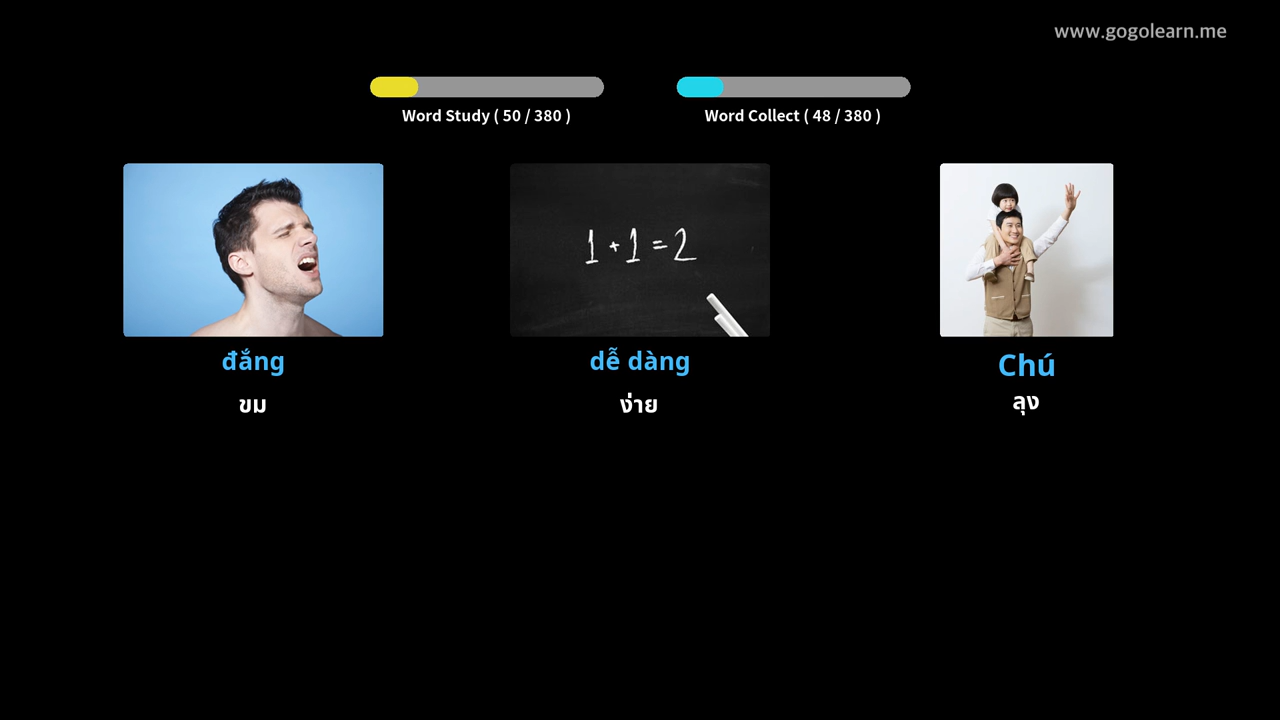 www.gogolearn.me
Word Study ( 50 / 380 )
Word Collect ( 48 / 380 )
1 + 1 = 2
đắng
dễ dàng
Chú
ขม
ง่าย
ลุง